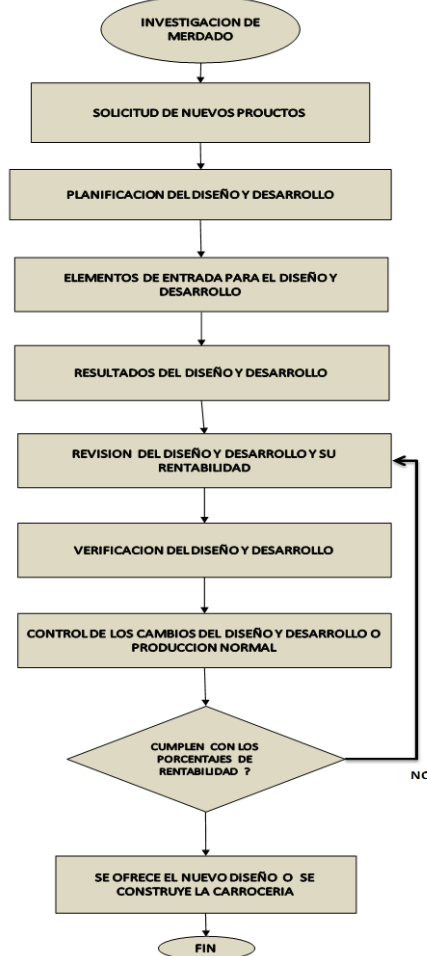 INVESTIGACION DE
MERDADO
SOLICITUD DE NUEVOS PROUCTOS
PLANIFICACION DEL DISEÑO Y DESARROLLO
ELEMENTOS DE ENTRADA PARA EL DISEÑO Y
DESARROLLO
RESULTADOS DEL DISEÑO Y DESARROLLO
REVISION DEL DISEÑO Y DESARROLLO Y SU
RENTABILIDAD
VERIFICACION DEL DISEÑO Y DESARROLLO
CONTROL DE LOS CAMBIOS DEL DISEÑO Y DESARROLLO O
PRODUCCION NORMAL
CUMPLEN CON LOS
PORCENTAJES DE
RENTABILIDAD ?
NO
SE OFRECE EL NUEVO DISEÑO O SE
CONSTRUYE LA CARROCERIA
FIN